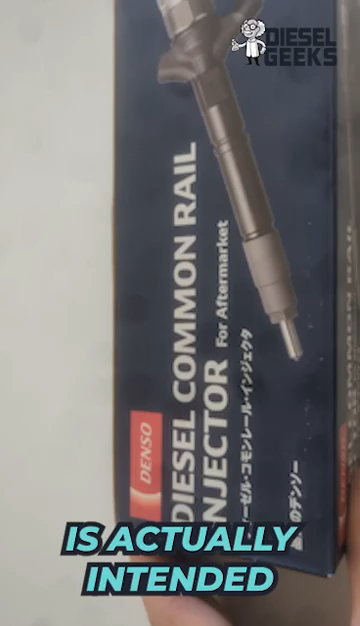 DIESEL
GEEKS
DENSO
DIESEL COMMON RAIL
INJECTOR For Aftermarket
ーゼル・コモンレール・インジェクタ
のデンソー
IS ACTUALLY
INTENDED